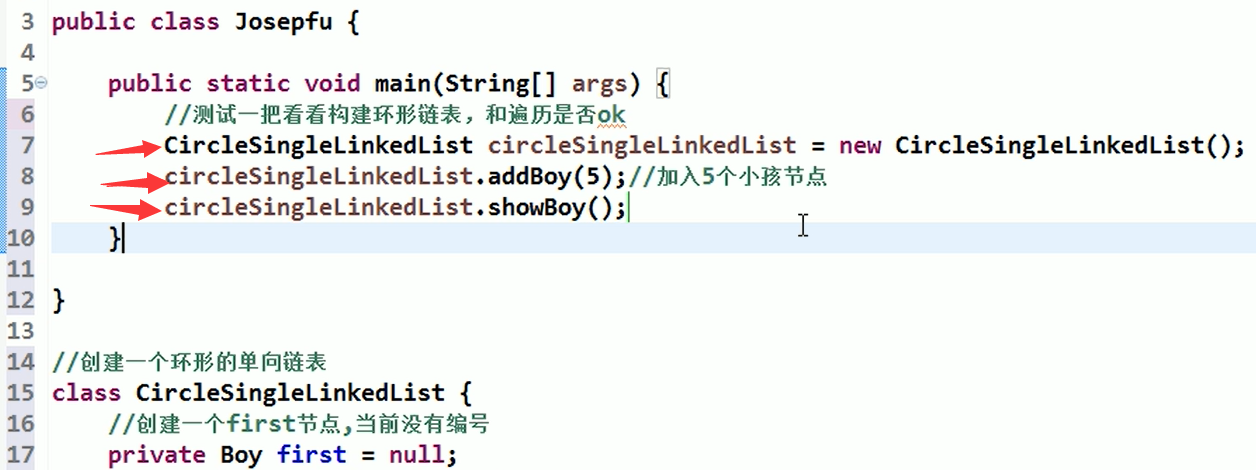 3 public class Josepfu {
4
5 public static void main(String[] args) {
6 //测试一把看看构建环形链表，和遍历是否ok
7 CircleSingleLinkedList circleSingleLinkedList = new CircleSingleLinkedList();
8 circleSingleLinkedList.addBoy(5);//加入5个小孩节点
9 circleSingleLinkedList.showBoy();
10 }
11
12 }
13
14 //创建一个环形的单向链表
15 class CircleSingleLinkedList {
16 //创建一个first节点,当前没有编号
17 private Boy first = null;